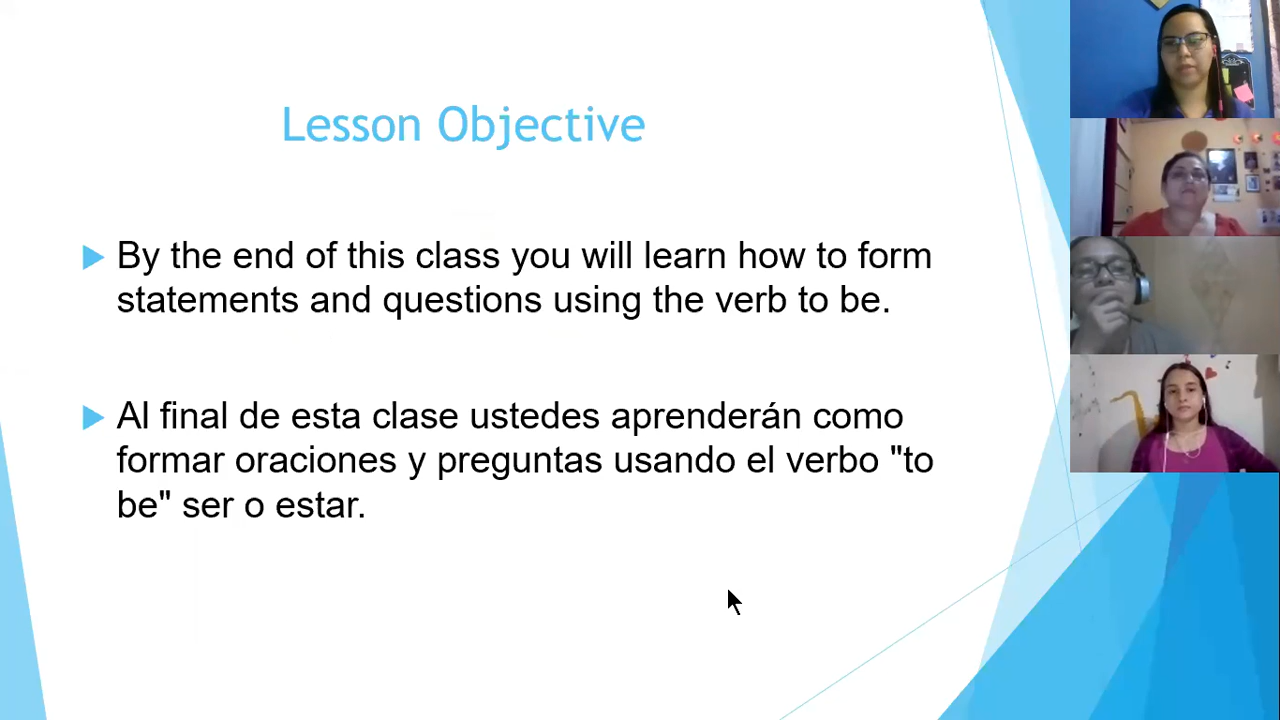 Lesson Objective
By the end of this class you will learn how to form
statements and questions using the verb to be.
Al final de esta clase ustedes aprenderán como
formar oraciones y preguntas usando el verbo "to
be" ser o estar.